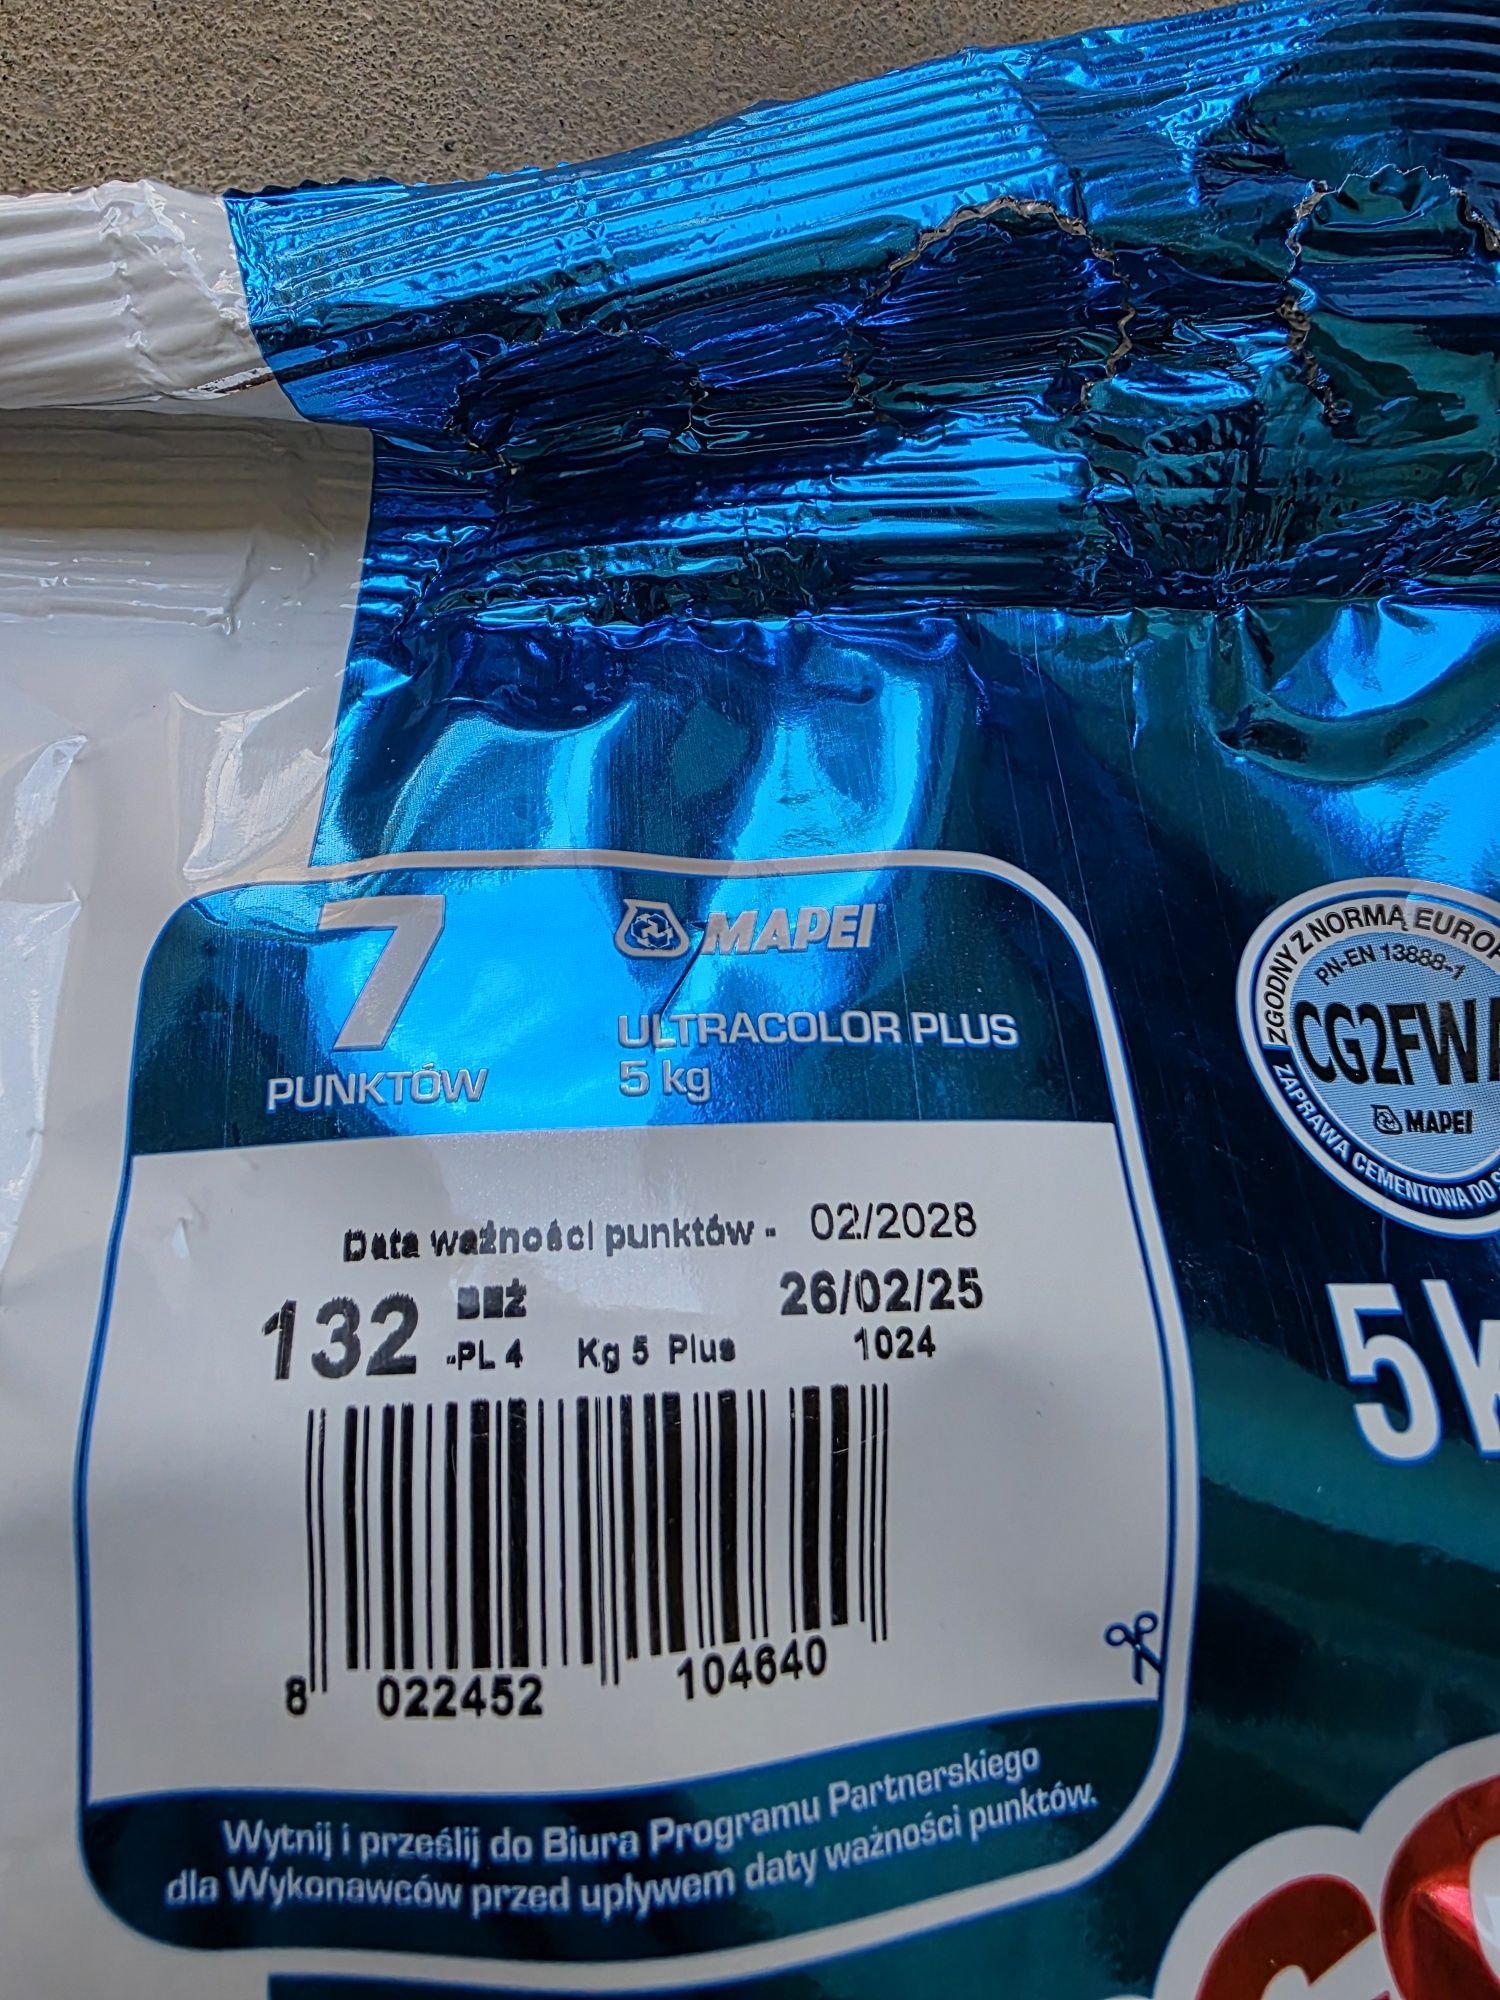 7
PUNKTÓW
MAPEI
ULTRACOLOR PLUS
5 kg
ZGODNY Z NORMĄ
PN-EN 13888-1
CG2FW
MAPEI
ZAPRAWA CEMENTOWA DO
Data ważności punktów - 02/2028
132 BEŻ 26/02/25
-PL 4 Kg 5 Plus 1024
8 022452 104640
5
Wytnij i prześlij do Biura Programu Partnerskiego
dla Wykonawców przed upływem daty ważności punktów.